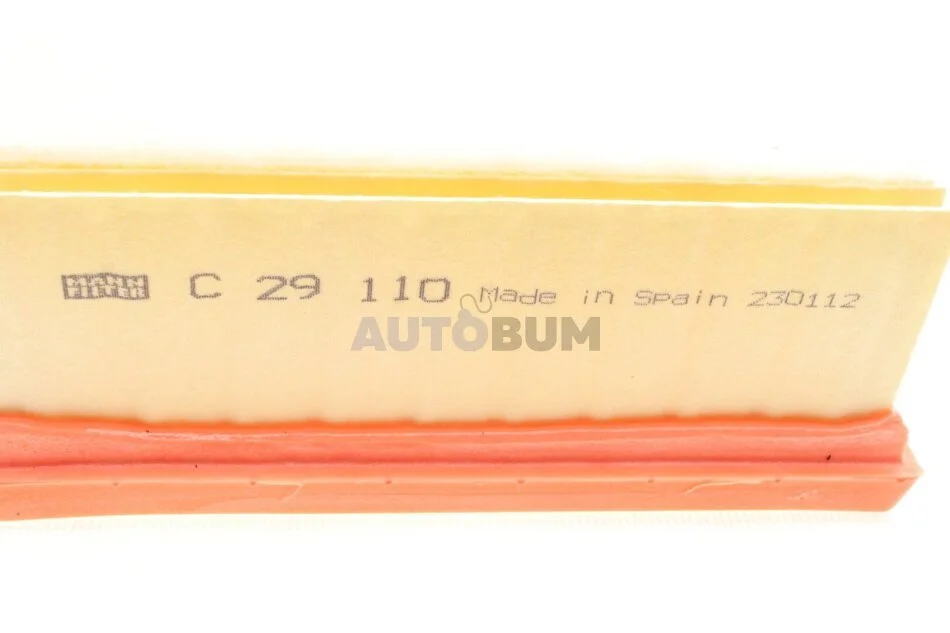 MANN
FILTER
C 29 110 Made in Spain 230112
AUTOBUM